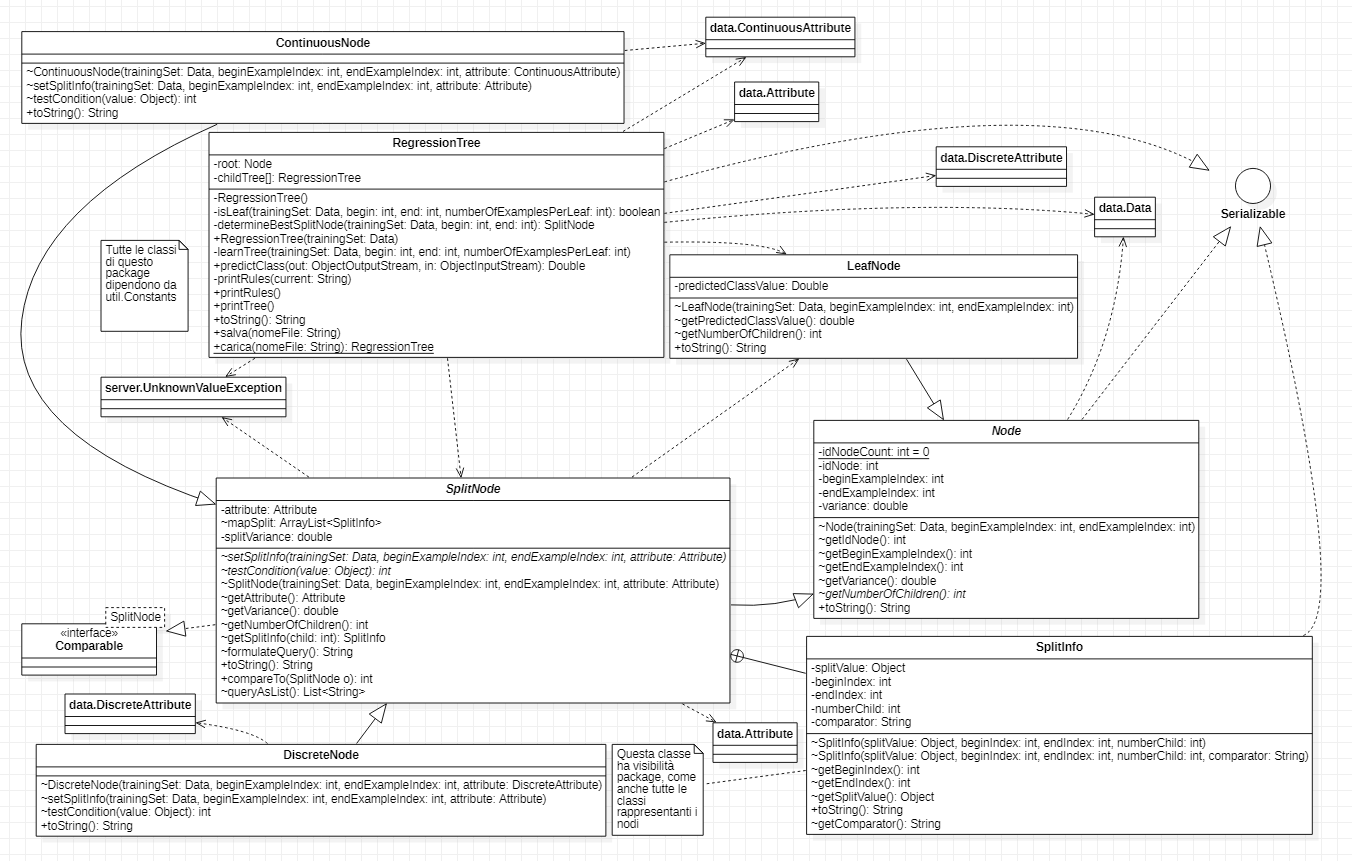 ContinuousNode
~ContinuousNode(trainingSet: Data, beginExampleIndex: int, endExampleIndex: int, attribute: ContinuousAttribute)
~setSplitInfo(trainingSet: Data, beginExampleIndex: int, endExampleIndex: int, attribute: Attribute)
~testCondition(value: Object): int
+toString(): String
data.ContinuousAttribute
data.Attribute
RegressionTree
-root: Node
-childTree[]: RegressionTree
-RegressionTree()
-isLeaf(trainingSet: Data, begin: int, end: int, numberOfExamplesPerLeaf: int): boolean
-determineBestSplitNode(trainingSet: Data, begin: int, end: int): SplitNode
+RegressionTree(trainingSet: Data)
-learnTree(trainingSet: Data, begin: int, end: int, numberOfExamplesPerLeaf: int)
+predictClass(out: ObjectOutputStream, in: ObjectInputStream): Double
-printRules(current: String)
+printRules()
+printTree()
+toString(): String
+salva(nomeFile: String)
+carica(nomeFile: String): RegressionTree
data.DiscreteAttribute
data.Data
Serializable
Tutte le classi
di questo
package
dipendono da
util.Constants
LeafNode
-predictedClassValue: Double
~LeafNode(trainingSet: Data, beginExampleIndex: int, endExampleIndex: int)
~getPredictedClassValue(): double
~getNumberOfChildren(): int
+toString(): String
server.UnknownValueException
Node
-idNodeCount: int = 0
-idNode: int
-beginExampleIndex: int
-endExampleIndex: int
-variance: double
~Node(trainingSet: Data, beginExampleIndex: int, endExampleIndex: int)
~getIdNode(): int
~getBeginExampleIndex(): int
~getEndExampleIndex(): int
~getVariance(): double
~getNumberOfChildren(): int
+toString(): String
SplitNode
-attribute: Attribute
~mapSplit: ArrayList<SplitInfo>
-splitVariance: double
~setSplitInfo(trainingSet: Data, beginExampleIndex: int, endExampleIndex: int, attribute: Attribute)
~testCondition(value: Object): int
~SplitNode(trainingSet: Data, beginExampleIndex: int, endExampleIndex: int, attribute: Attribute)
~getAttribute(): Attribute
~getVariance(): double
~getNumberOfChildren(): int
~getSplitInfo(child: int): SplitInfo
~formulateQuery(): String
+toString(): String
+compareTo(SplitNode o): int
~queryAsList(): List<String>
SplitNode
«interface»
Comparable
SplitInfo
-splitValue: Object
-beginIndex: int
-endIndex: int
-numberChild: int
-comparator: String
~SplitInfo(splitValue: Object, beginIndex: int, endIndex: int, numberChild: int)
~SplitInfo(splitValue: Object, beginIndex: int, endIndex: int, numberChild: int, comparator: String)
~getBeginIndex(): int
~getEndIndex(): int
~getSplitValue(): Object
+toString(): String
~getComparator(): String
data.DiscreteAttribute
data.Attribute
DiscreteNode
~DiscreteNode(trainingSet: Data, beginExampleIndex: int, endExampleIndex: int, attribute: DiscreteAttribute)
~setSplitInfo(trainingSet: Data, beginExampleIndex: int, endExampleIndex: int, attribute: Attribute)
~testCondition(value: Object): int
+toString(): String
Questa classe
ha visibilità
package, come
anche tutte le
classi
rappresentanti i
nodi